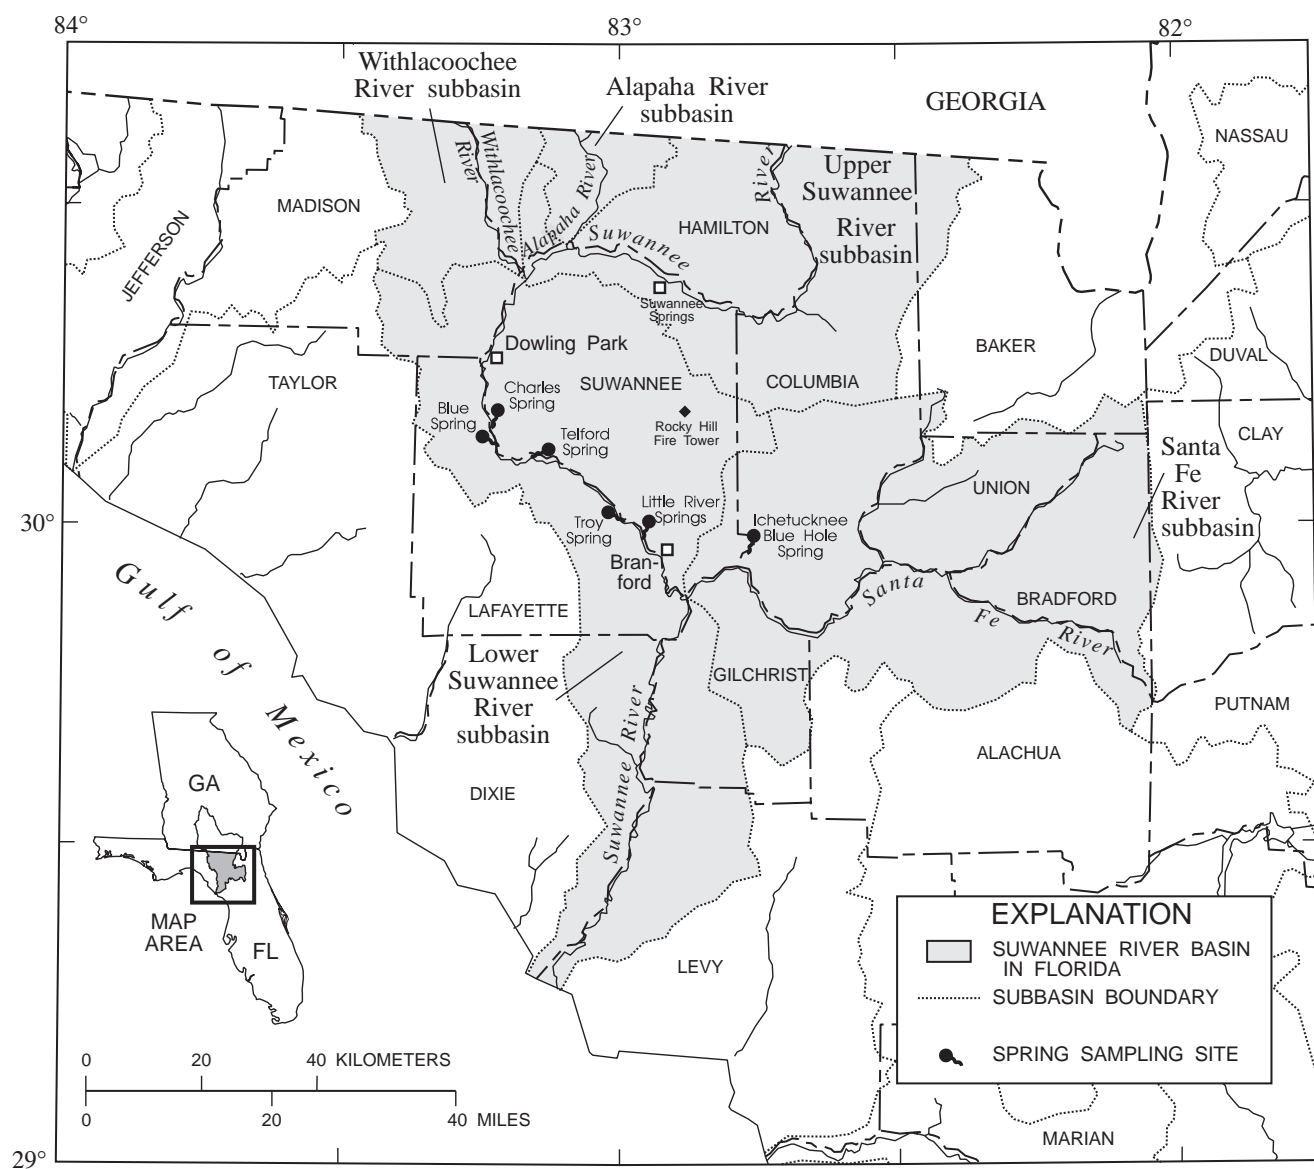 84°
83°
82°
Withlacoochee
River subbasin
Alapaha River
subbasin
GEORGIA
NASSAU
Withlacoochee
River
Alapaha River
River
Upper
Suwannee
River
subbasin
MADISON
HAMILTON
JEFFERSON
Suwannee
Suwannee
Springs
Dowling Park
BAKER
DUVAL
TAYLOR
SUWANNEE
COLUMBIA
Charles
Spring
Blue
Spring
Rocky Hill
Fire Tower
Telford
Spring
CLAY
Santa
Fe
River
subbasin
UNION
30°
Little River
Springs
Troy
Spring
Ichetucknee
Blue Hole
Spring
Bran-
ford
Gulf of Mexico
LAFAYETTE
Santa Fe River
BRADFORD
Lower
Suwannee
River
subbasin
GILCHRIST
PUTNAM
Suwannee River
ALACHUA
DIXIE
GA
MAP
AREA
FL
LEVY
EXPLANATION
SUWANNEE RIVER BASIN
IN FLORIDA
SUBBASIN BOUNDARY
SPRING SAMPLING SITE
0 20 40 KILOMETERS
0 20 40 MILES
MARIAN
29°